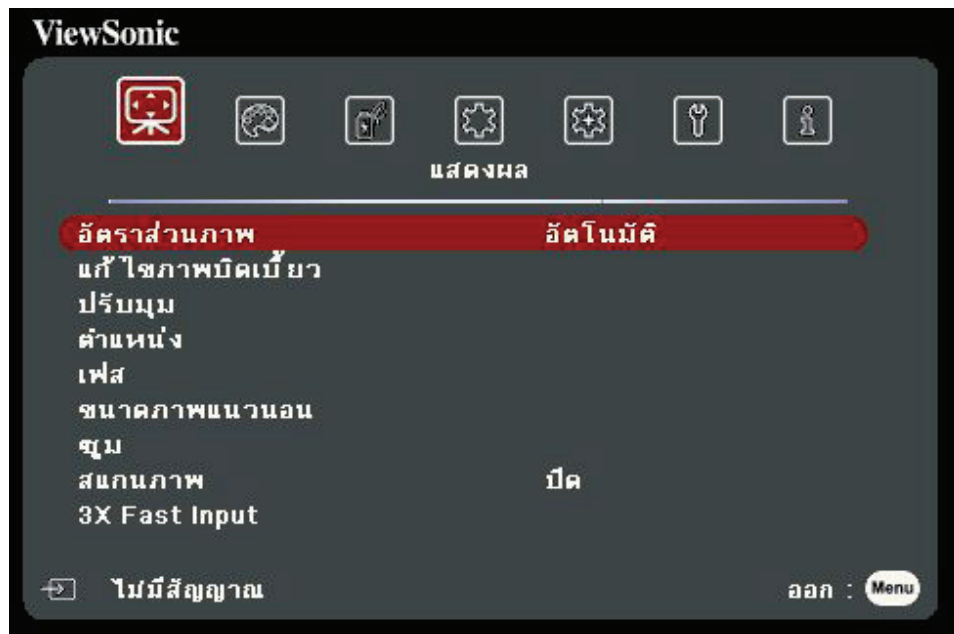 ViewSonic
แสดงผล
อัตราส่วนภาพ อัตโนมัติ
แก้ไขภาพบิดเบี้ยว
ปรับมุม
ตำแหน่ง
เฟส
ขนาดภาพแนวนอน
ซูม
สแกนภาพ ปิด
3X Fast Input
ไม่มีสัญญาณ ออก : Menu